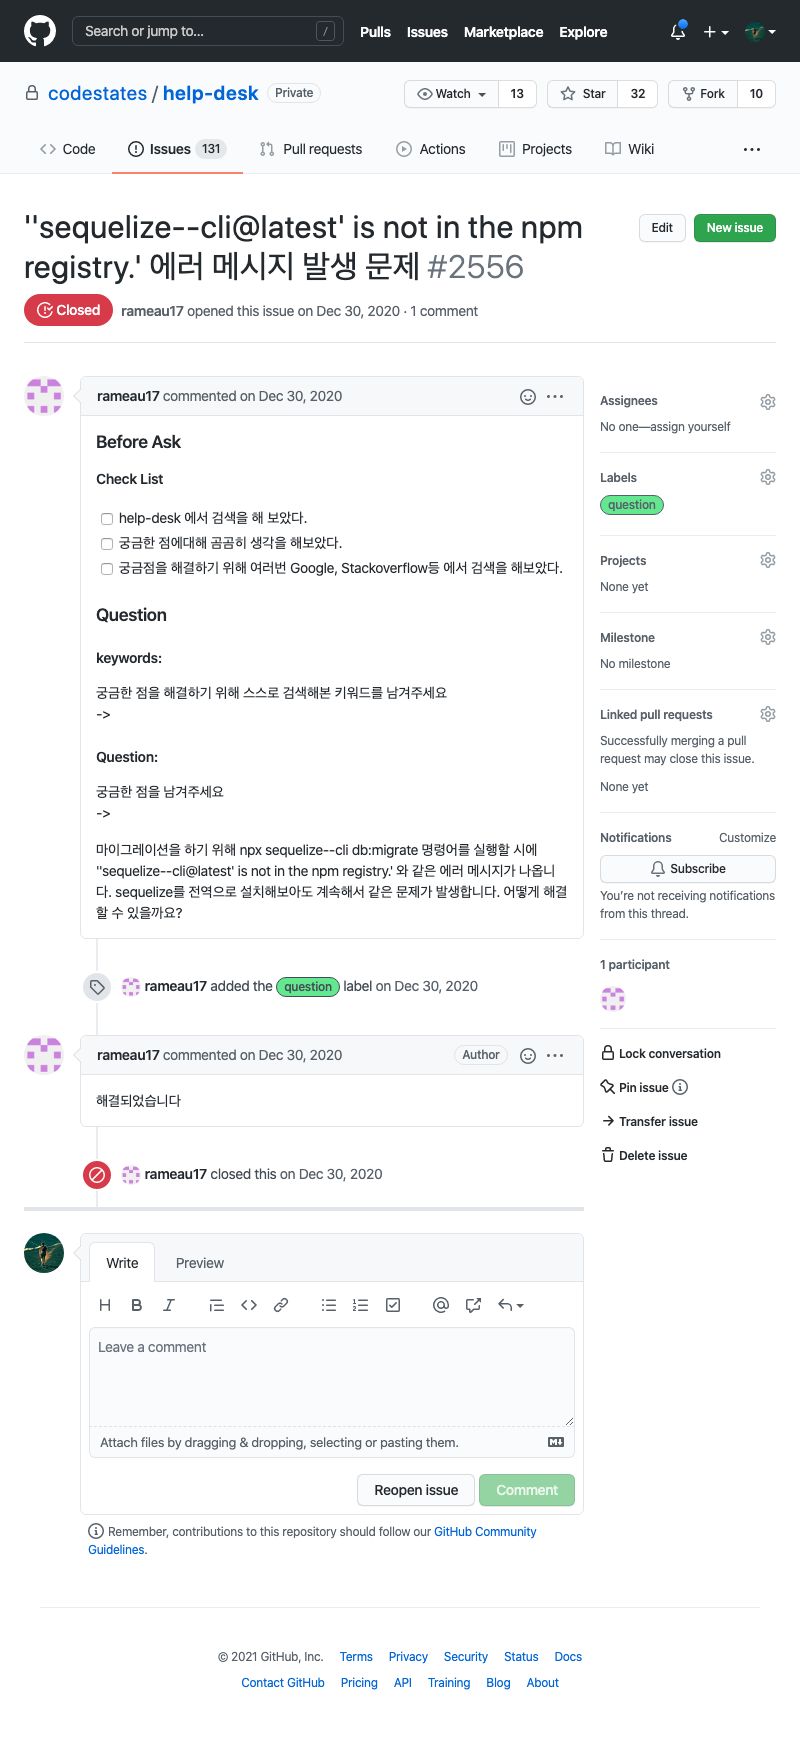 Search or jump to... /
Pulls Issues Marketplace Explore
codestates / help-desk Private
Watch 13 Star 32 Fork 10
Code Issues 131 Pull requests Actions Projects Wiki ...
''sequelize--cli@latest' is not in the npm
registry.' 에러 메시지 발생 문제 #2556
Edit New issue
Closed rameau17 opened this issue on Dec 30, 2020 · 1 comment
rameau17 commented on Dec 30, 2020
Before Ask
Check List
help-desk 에서 검색을 해 보았다.
궁금한 점에대해 곰곰히 생각을 해보았다.
궁금점을 해결하기 위해 여러번 Google, Stackoverflow등 에서 검색을 해보았다.
Question
keywords:
궁금한 점을 해결하기 위해 스스로 검색해본 키워드를 남겨주세요
->
Question:
궁금한 점을 남겨주세요
->
마이그레이션을 하기 위해 npx sequelize--cli db:migrate 명령어를 실행할 시에
''sequelize--cli@latest' is not in the npm registry.' 와 같은 에러 메시지가 나옵니
다. sequelize를 전역으로 설치해보아도 계속해서 같은 문제가 발생합니다. 어떻게 해결
할 수 있을까요?
rameau17 added the question label on Dec 30, 2020
rameau17 commented on Dec 30, 2020 Author
해결되었습니다
rameau17 closed this on Dec 30, 2020
Assignees
No one—assign yourself
Labels
question
Projects
None yet
Milestone
No milestone
Linked pull requests
Successfully merging a pull
request may close this issue.
None yet
Notifications Customize
Subscribe
You're not receiving notifications
from this thread.
1 participant
Lock conversation
Pin issue
Transfer issue
Delete issue
Write Preview
Leave a comment
Attach files by dragging & dropping, selecting or pasting them.
Reopen issue Comment
Remember, contributions to this repository should follow our GitHub Community
Guidelines.
© 2021 GitHub, Inc. Terms Privacy Security Status Docs
Contact GitHub Pricing API Training Blog About